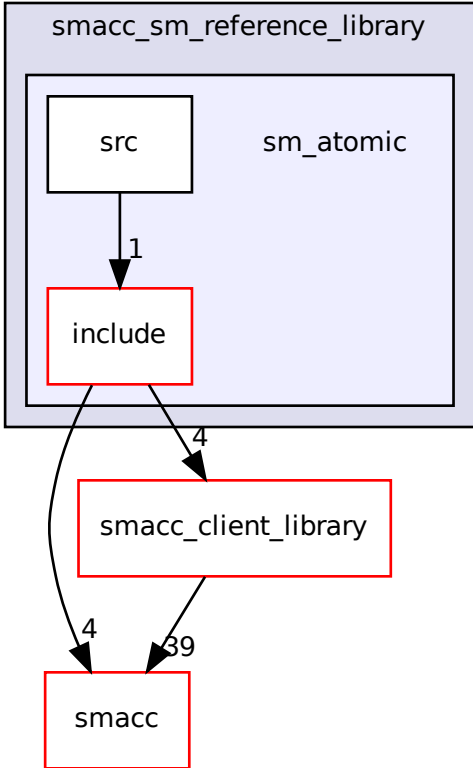 smacc_sm_reference_library
src
sm_atomic
1
include
4
smacc_client_library
4
39
smacc